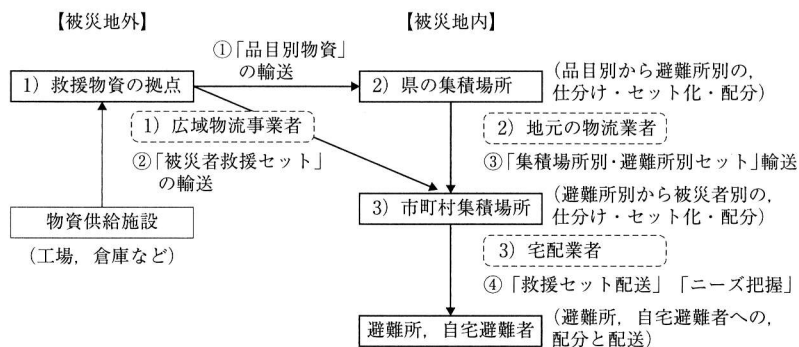 【被災地外】
【被災地内】
①「品目別物資」
の輸送
1）救援物資の拠点
2）県の集積場所
（品目別から避難所別の，
仕分け・セット化・配分）
1）広域物流事業者
2）地元の物流業者
②「被災者救援セット」
の輸送
③「集積場所別・避難所別セット」輸送
物資供給施設
（工場，倉庫など）
3）市町村集積場所
（避難所別から被災者別の，
仕分け・セット化・配分）
3）宅配業者
④「救援セット配送」「ニーズ把握」
避難所，自宅避難者
（避難所，自宅避難者への，
配分と配送）